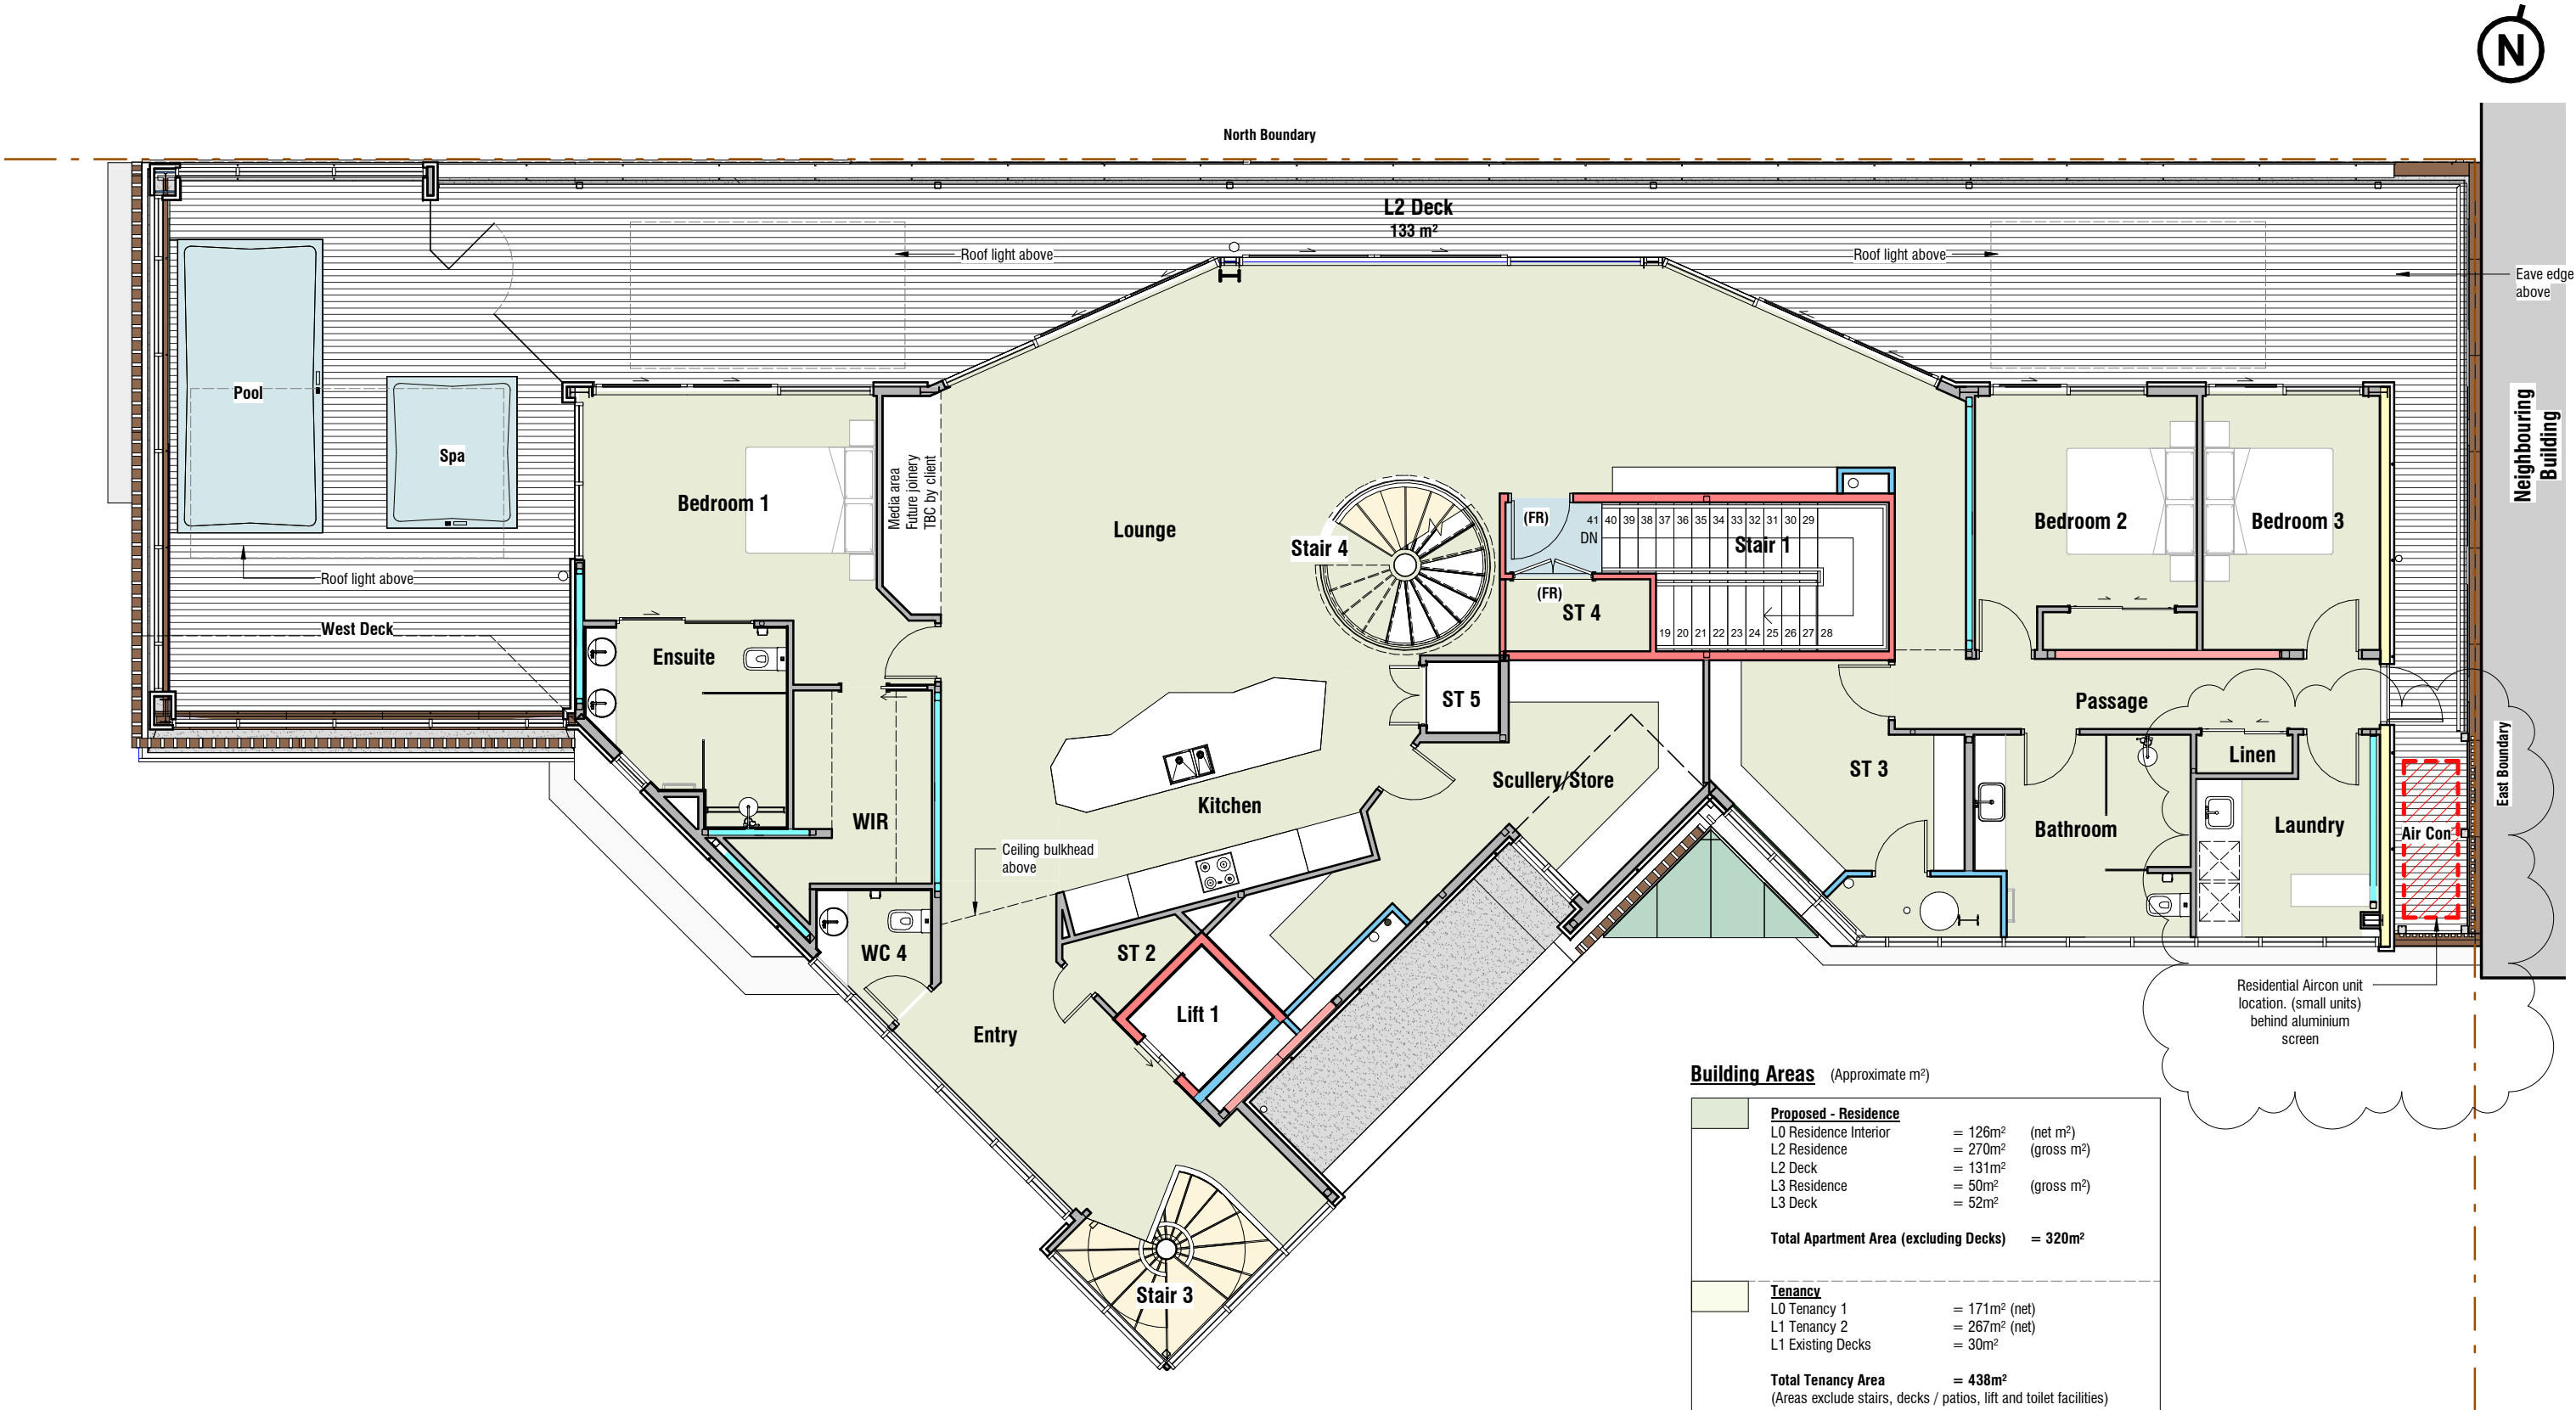 N
North Boundary
L2 Deck
133 m²
Roof light above
Roof light above
Eave edge
above
Neighbouring
Building
Pool
Spa
Roof light above
West Deck
Bedroom 1
Media area
Future joinery
TBC by client
Lounge
Stair 4
(FR)
41 40 39 38 37 36 35 34 33 32 31 30 29
DN
Stair 1
(FR)
ST 4
19 20 21 22 23 24 25 26 27 28
Bedroom 2
Bedroom 3
Ensuite
ST 5
Passage
East Boundary
Linen
Scullery/Store
ST 3
Kitchen
WIR
Bathroom
Laundry
Air Con
Ceiling bulkhead
above
WC 4
ST 2
Lift 1
Entry
Residential Aircon unit
location. (small units)
behind aluminium
screen
Stair 3
Building Areas (Approximate m²)
Proposed - Residence
L0 Residence Interior = 126m² (net m²)
L2 Residence = 270m² (gross m²)
L2 Deck = 131m²
L3 Residence = 50m² (gross m²)
L3 Deck = 52m²
Total Apartment Area (excluding Decks) = 320m²
Tenancy
L0 Tenancy 1 = 171m² (net)
L1 Tenancy 2 = 267m² (net)
L1 Existing Decks = 30m²
Total Tenancy Area = 438m²
(Areas exclude stairs, decks / patios, lift and toilet facilities)